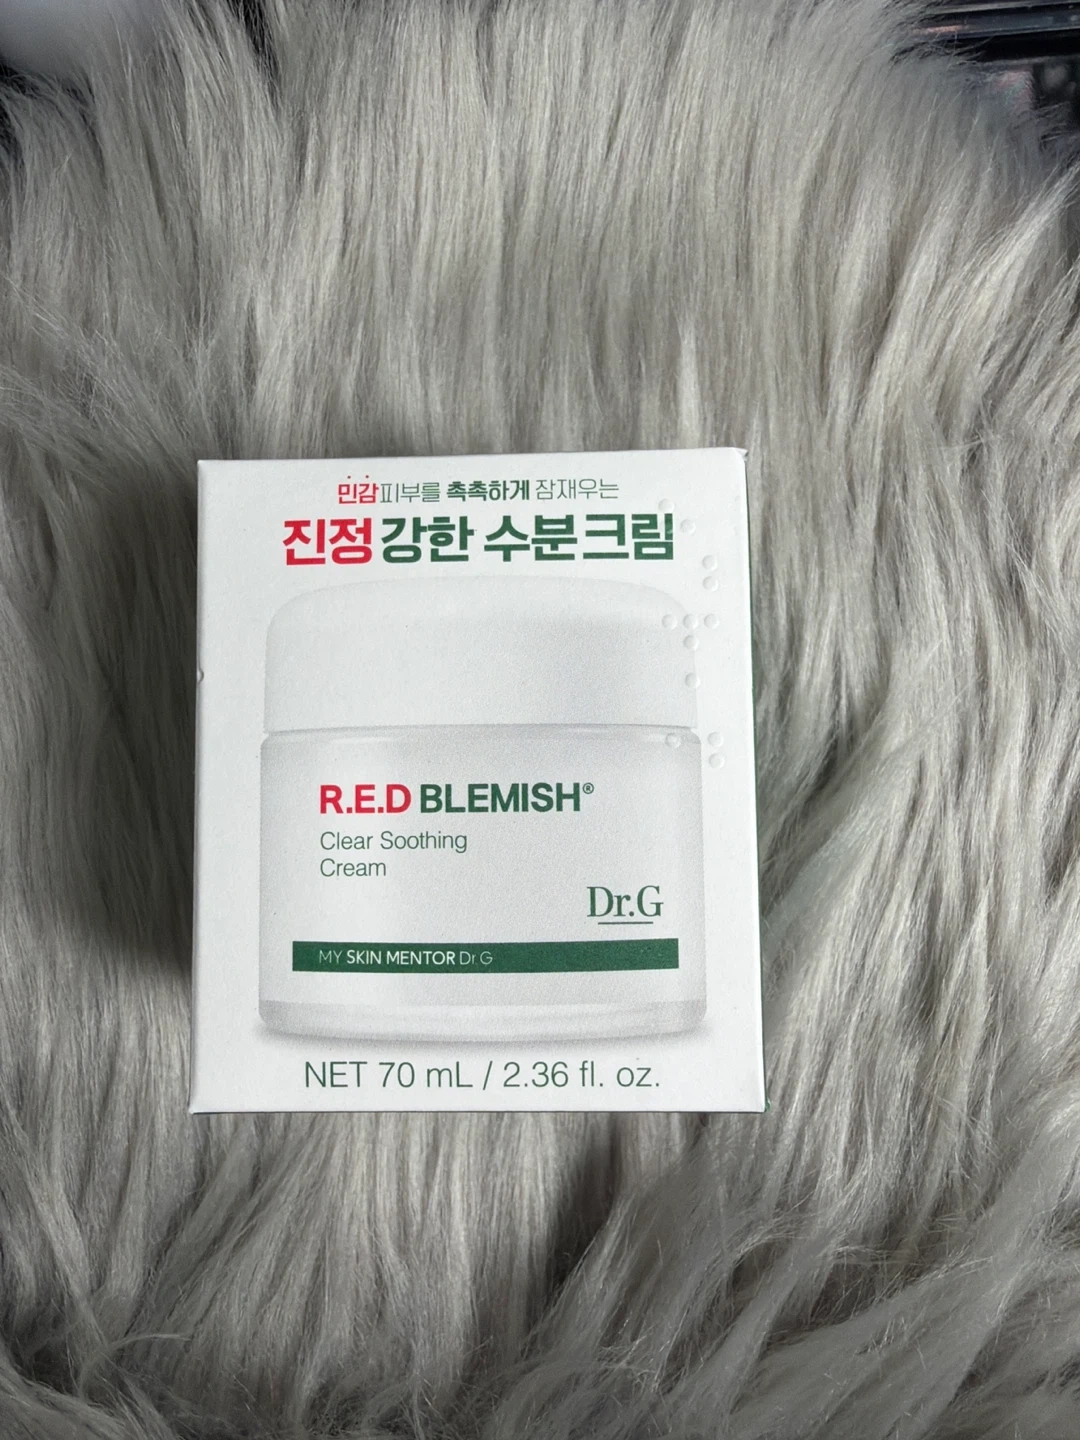 민감피부를 촉촉하게 잠재우는
진정 강한 수분크림
R.E.D BLEMISH®
Clear Soothing
Cream
Dr.G
MY SKIN MENTOR Dr.G
NET 70 mL / 2.36 fl. oz.